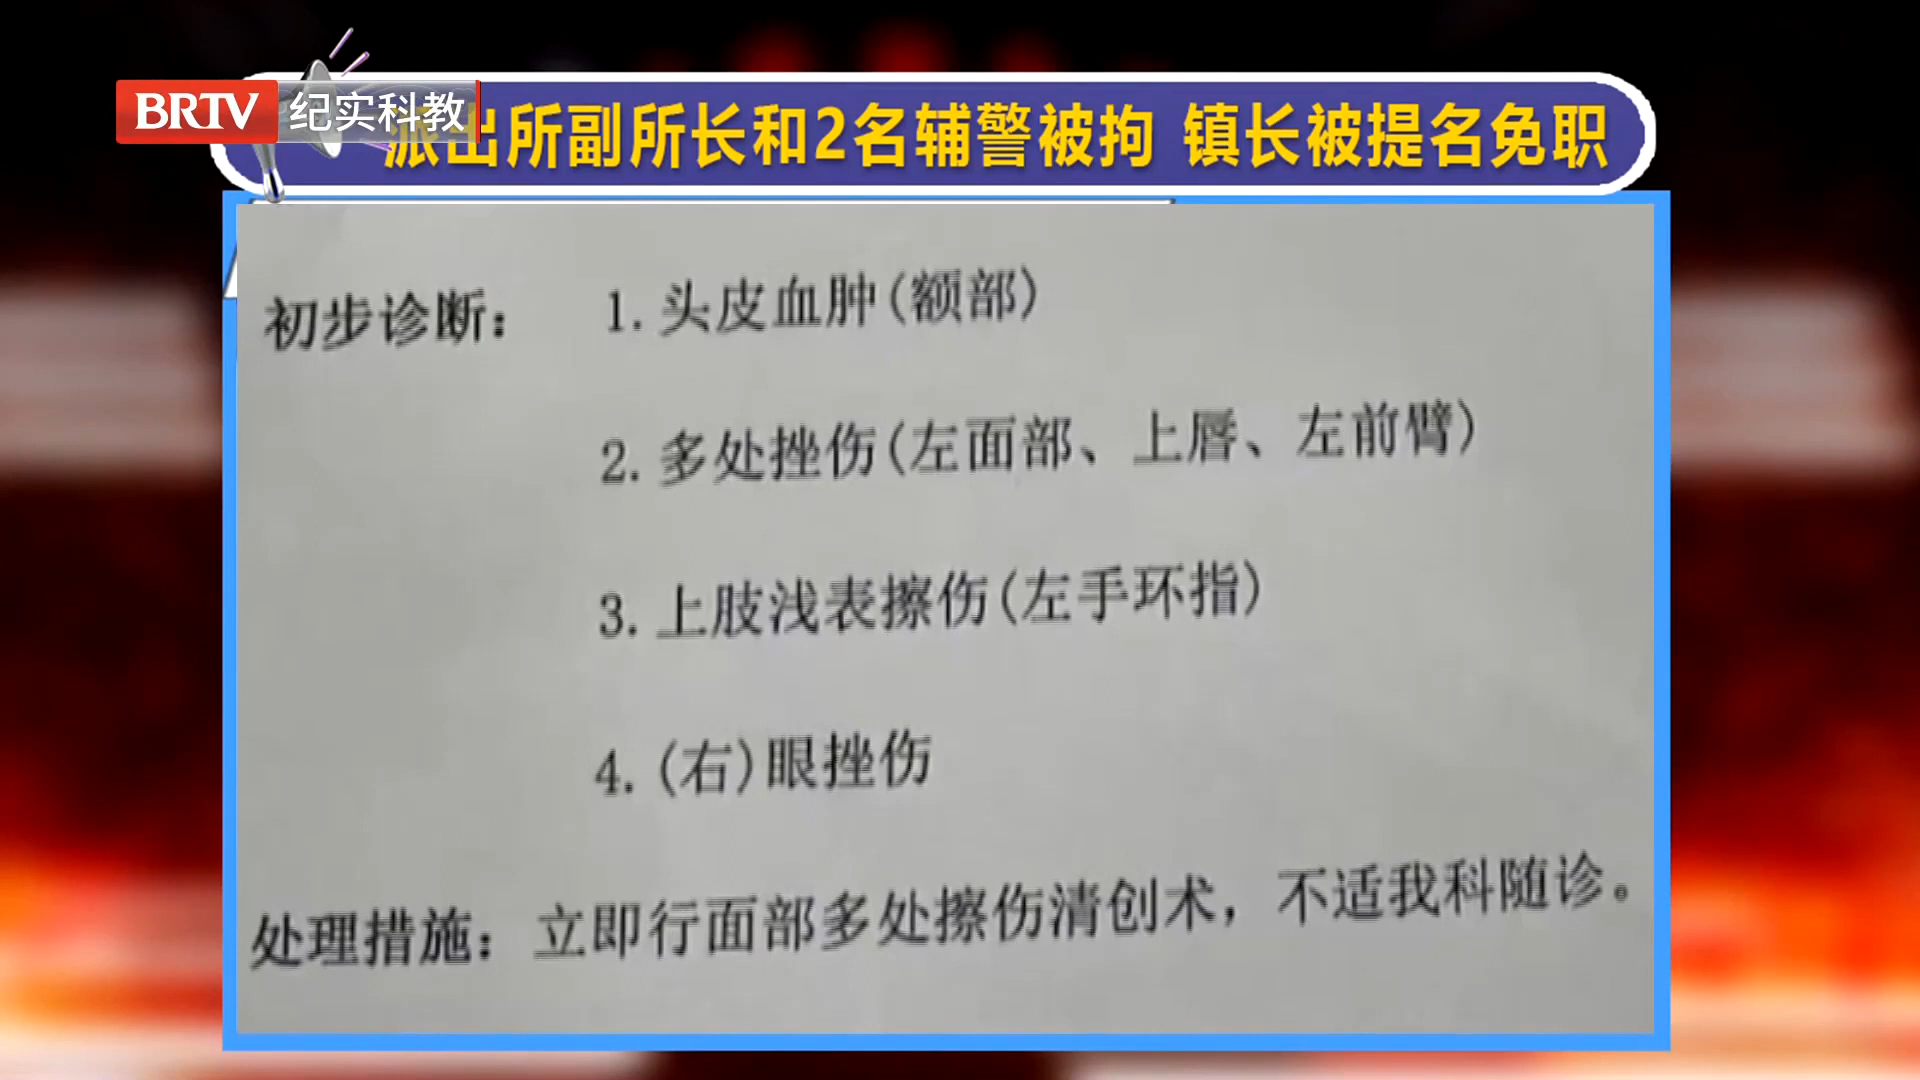 BRTV 纪实科教
派出所副所长和2名辅警被拘 镇长被提名免职
初步诊断： 1.头皮血肿(额部)
2.多处挫伤(左面部、上唇、左前臂)
3.上肢浅表擦伤(左手环指)
4.(右)眼挫伤
处理措施：立即行面部多处擦伤清创术，不适我科随诊。